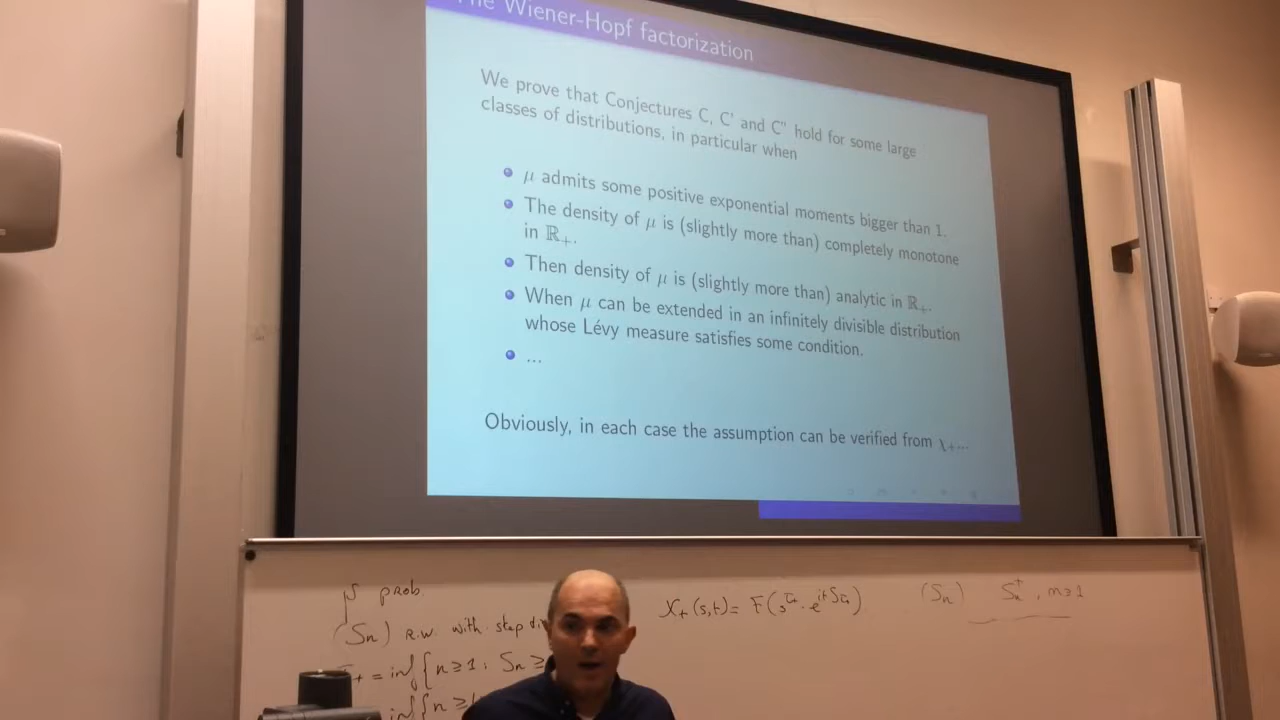 The Wiener-Hopf factorization
We prove that Conjectures C, C' and C" hold for some large
classes of distributions, in particular when
• μ admits some positive exponential moments bigger than 1.
• The density of μ is (slightly more than) completely monotone
in ℝ₊.
• Then density of μ is (slightly more than) analytic in ℝ₊.
• When μ can be extended in an infinitely divisible distribution
whose Lévy measure satisfies some condition.
• ...
Obviously, in each case the assumption can be verified from χ₊...
μ prob.
(Sn) R.W. with step di
= inf{n≥1: Sn ≥
inf{n≥1
(Sn) Sn⁺, n≥1